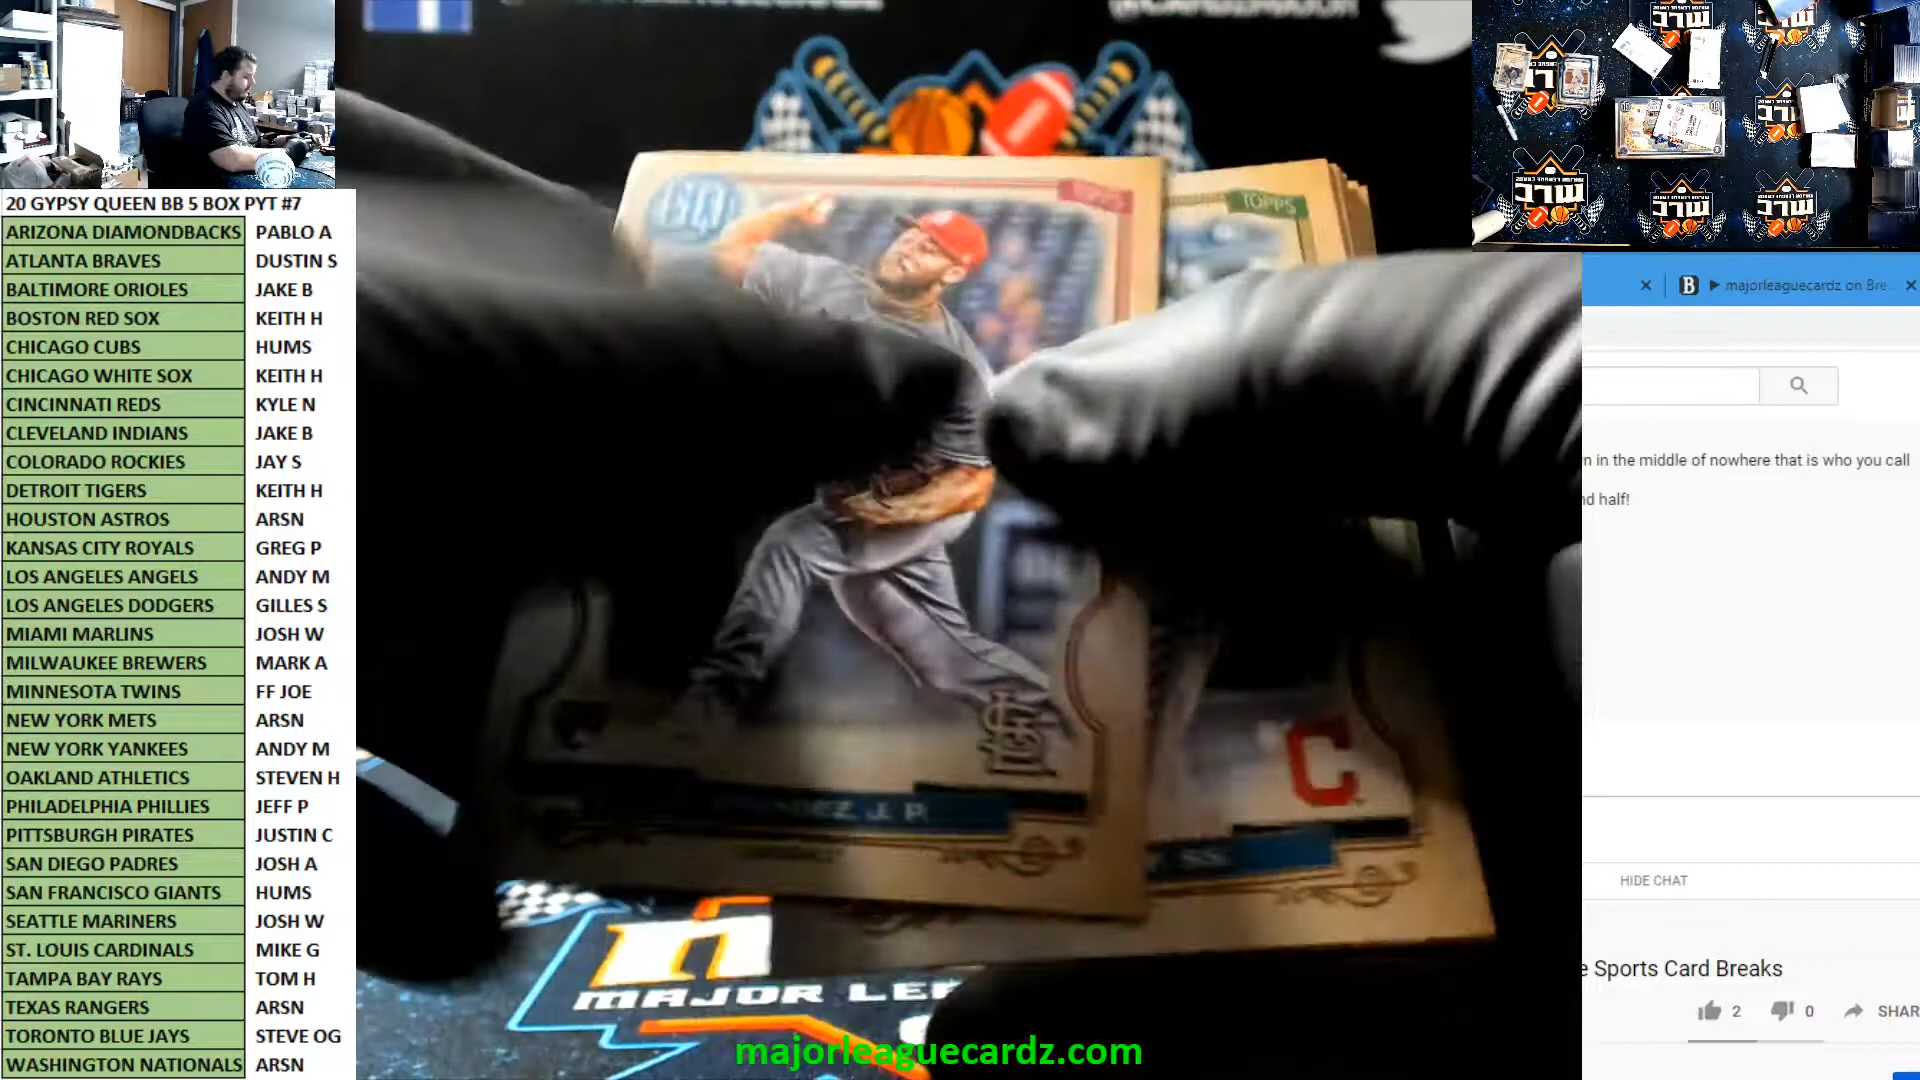 20 GYPSY QUEEN BB 5 BOX PYT #7
ARIZONA DIAMONDBACKS PABLO A
ATLANTA BRAVES DUSTIN S
BALTIMORE ORIOLES JAKE B
BOSTON RED SOX KEITH H
CHICAGO CUBS HUMS
CHICAGO WHITE SOX KEITH H
CINCINNATI REDS KYLE N
CLEVELAND INDIANS JAKE B
COLORADO ROCKIES JAY S
DETROIT TIGERS KEITH H
HOUSTON ASTROS ARSN
KANSAS CITY ROYALS GREG P
LOS ANGELES ANGELS ANDY M
LOS ANGELES DODGERS GILLES S
MIAMI MARLINS JOSH W
MILWAUKEE BREWERS MARK A
MINNESOTA TWINS FF JOE
NEW YORK METS ARSN
NEW YORK YANKEES ANDY M
OAKLAND ATHLETICS STEVEN H
PHILADELPHIA PHILLIES JEFF P
PITTSBURGH PIRATES JUSTIN C
SAN DIEGO PADRES JOSH A
SAN FRANCISCO GIANTS HUMS
SEATTLE MARINERS JOSH W
ST. LOUIS CARDINALS MIKE G
TAMPA BAY RAYS TOM H
TEXAS RANGERS ARSN
TORONTO BLUE JAYS STEVE OG
WASHINGTON NATIONALS ARSN
GQ
TOPPS
TOPPS
STL
J. P.
C
SS
MAJOR LE
majorleaguecardz.com
B majorleaguecardz on Bre
in the middle of nowhere that is who you call
half!
HIDE CHAT
Sports Card Breaks
2 0 SHAR